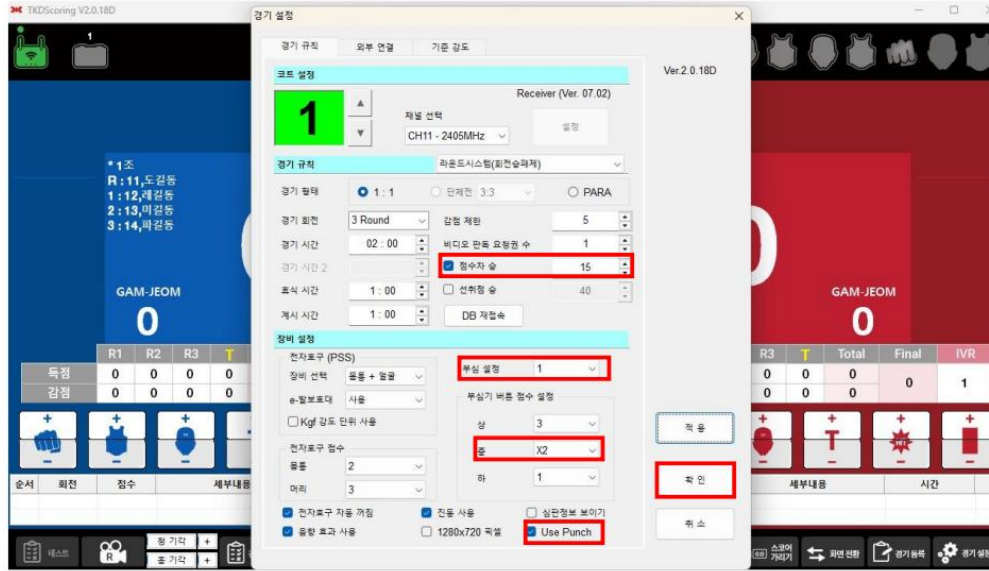 TKDScoring V2.0.18D
경기 설정
1
경기 규칙 외부 연결 기준 강도
코트 설정
Ver.2.0.18D
Receiver (Ver. 07.02)
1
채널 선택
CH11 - 2405MHz
설정
경기 규칙
라운드시스템(회전승패제)
경기 형태
1 : 1
단체전 3:3
PARA
경기 회전 3 Round
감점 제한 5
경기 시간 02 : 00
비디오 판독 요청권 수 1
경기 시간 2
점수차 승 15
휴식 시간 1 : 00
선취점 승 40
계시 시간 1 : 00
DB 재접속
장비 설정
전자호구 (PSS)
장비 선택 몸통 + 얼굴
부심 설정 1
e-발보호대 사용
부심기 버튼 점수 설정
Kgf 강도 단위 사용
상 3
중 X2
하 1
전자호구 점수
몸통 2
머리 3
전자호구 자동 꺼짐
진동 사용
심판정보 보이기
음향 효과 사용
1280x720 픽셀
Use Punch
적 용
확 인
취 소
* 1조
R : 11,도길동
1 : 12,레길동
2 : 13,미길동
3 : 14,파길동
GAM-JEOM
0
GAM-JEOM
0
R1 R2 R3 T
득점 0 0 0 0
감점 0 0 0 0
R3 T Total Final IVR
0 0 0 0 1
0 0 0
순서 회전 점수 세부내용
세부내용 시간
테스트
R
청 기각 +
홍 기각 +
스코어 가리기
화면 전환
경기등록
경기설정